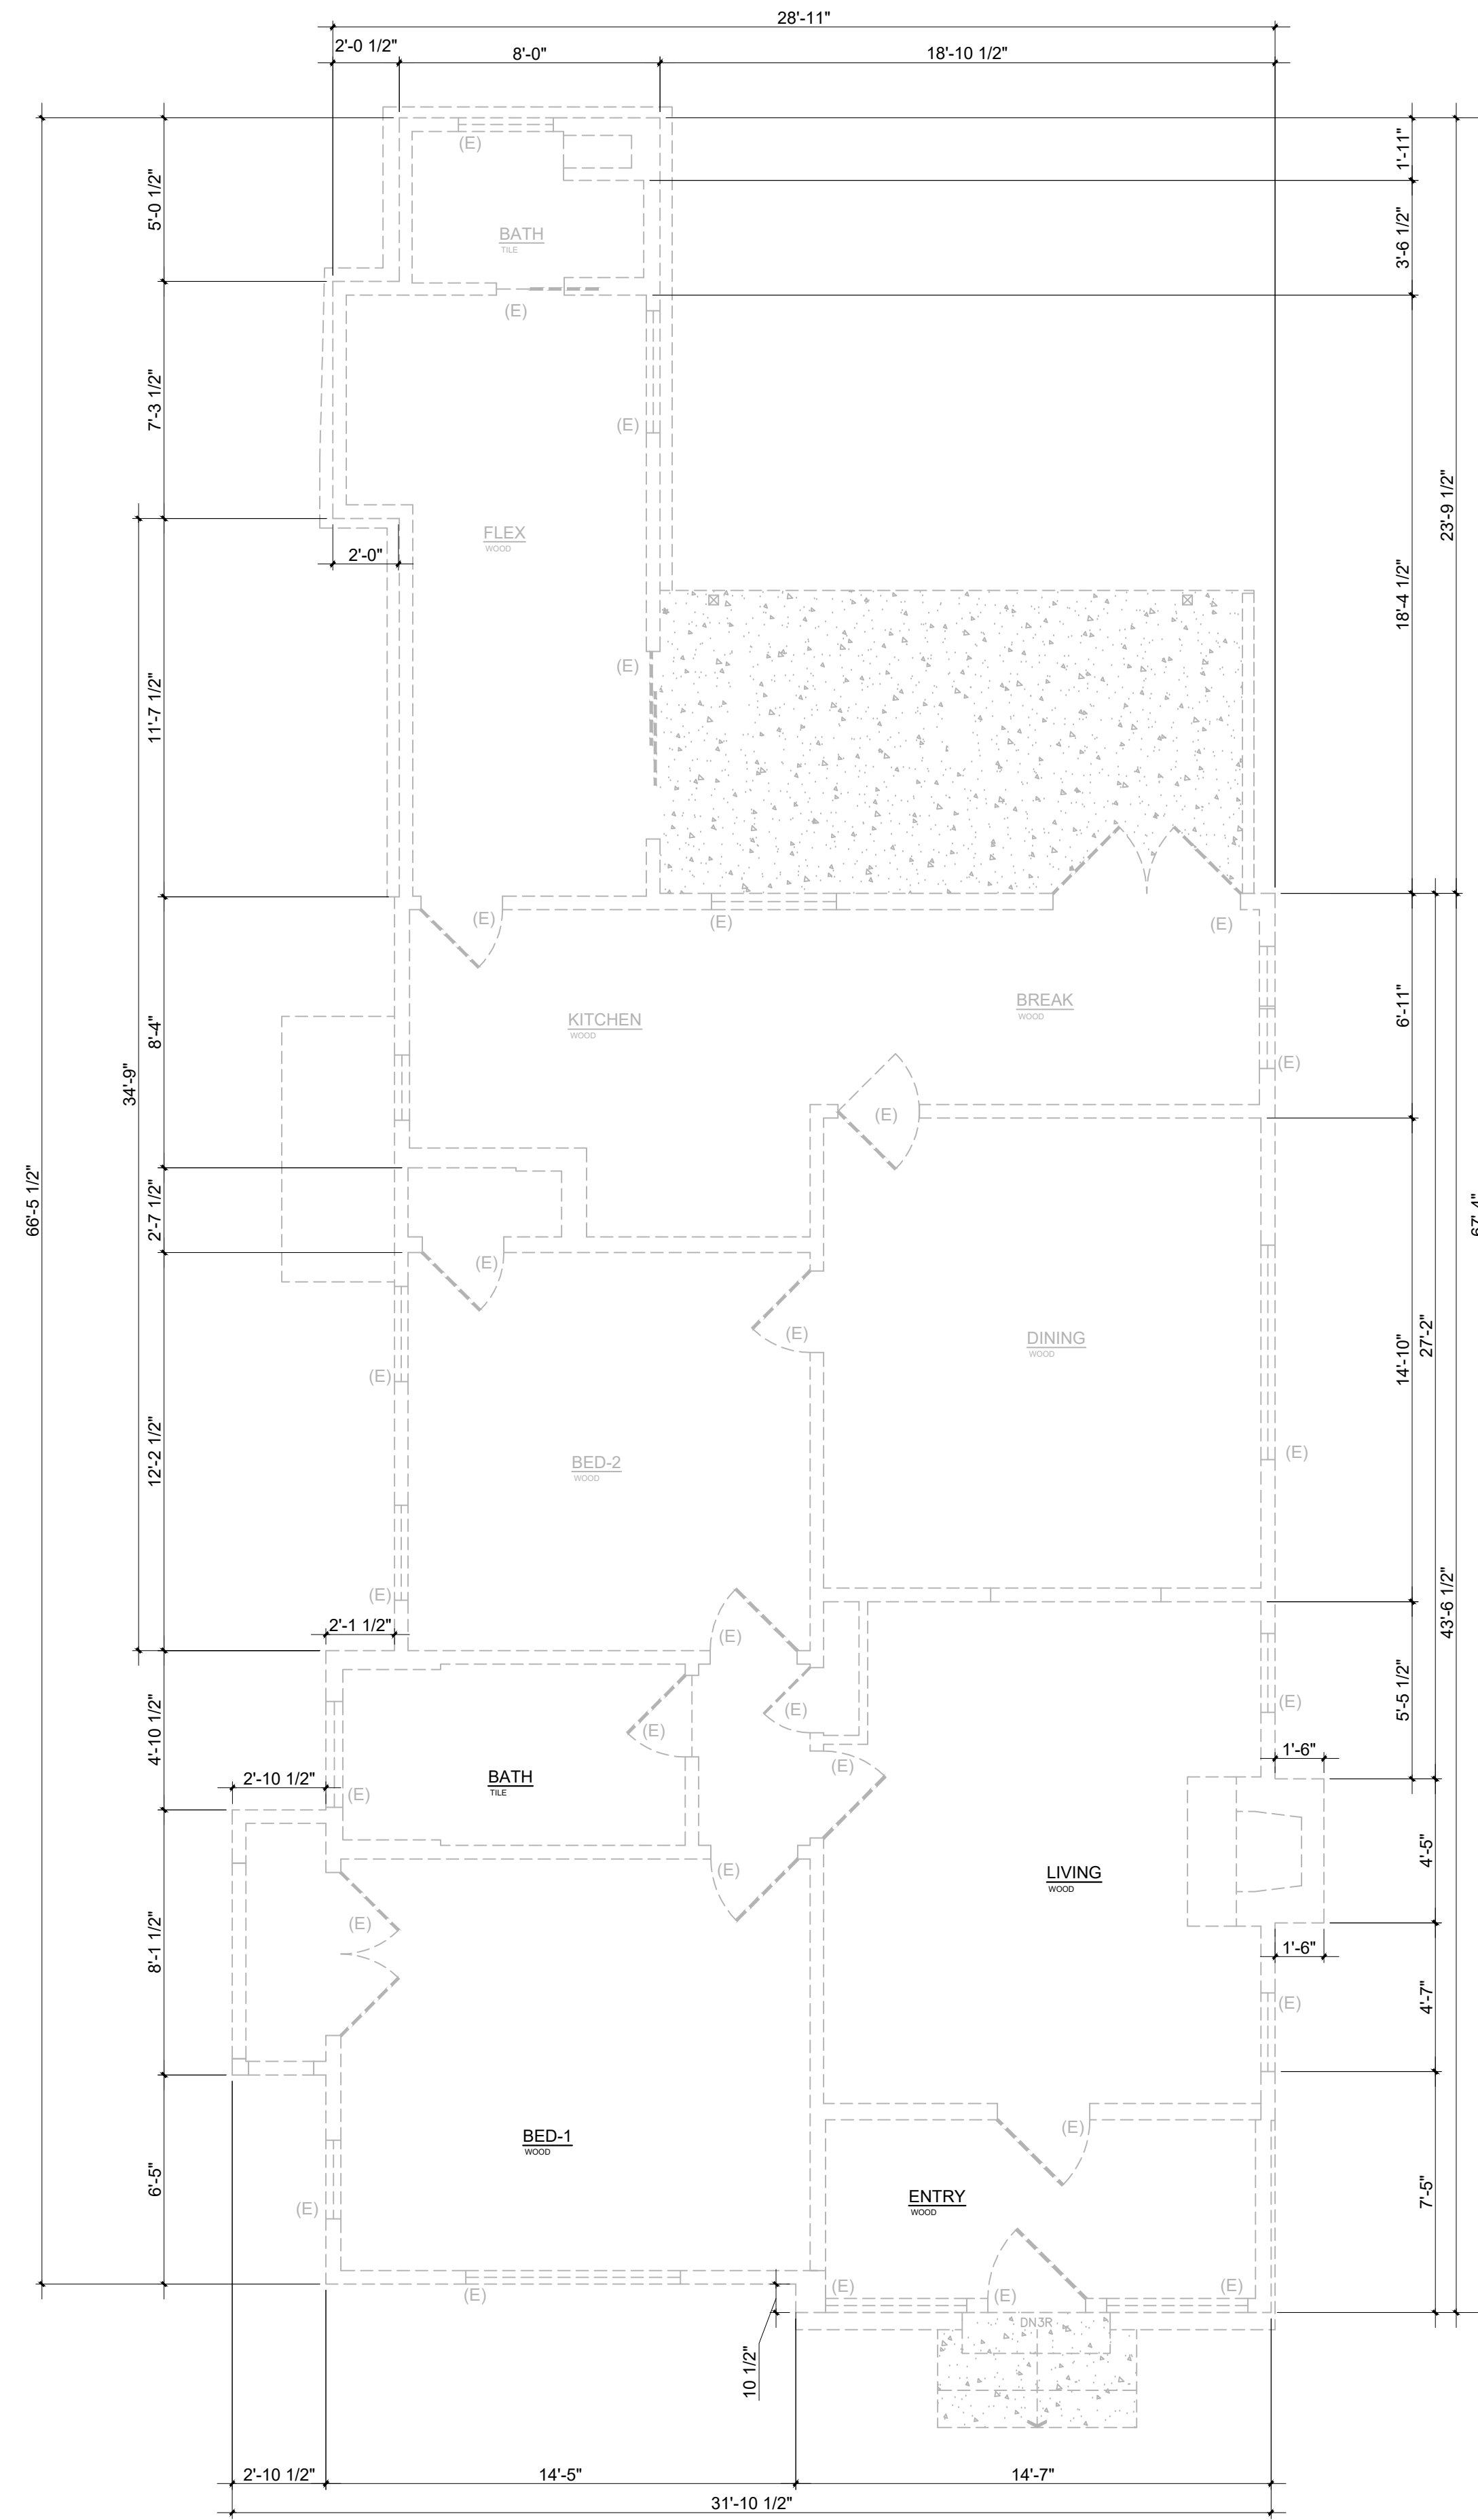 28'-11"
2'-0 1/2"
8'-0"
18'-10 1/2"
(E)
1'-11"
5'-0 1/2"
BATH
TILE
3'-6 1/2"
(E)
7'-3 1/2"
(E)
23'-9 1/2"
FLEX
WOOD
2'-0"
18'-4 1/2"
(E)
11'-7 1/2"
(E)
(E)
(E)
BREAK
WOOD
6'-11"
KITCHEN
WOOD
8'-4"
34'-9"
(E)
(E)
66'-5 1/2"
67'-4"
2'-7 1/2"
(E)
(E)
DINING
WOOD
27'-2"
14'-10"
(E)
12'-2 1/2"
(E)
BED-2
WOOD
(E)
43'-6 1/2"
2'-1 1/2"
(E)
5'-5 1/2"
(E)
(E)
(E)
4'-10 1/2"
1'-6"
(E)
BATH
TILE
2'-10 1/2"
(E)
4'-5"
(E)
LIVING
WOOD
(E)
8'-1 1/2"
1'-6"
4'-7"
(E)
(E)
BED-1
WOOD
6'-5"
7'-5"
ENTRY
WOOD
(E)
(E)
(E)
(E)
(E)
DN3R
10 1/2"
2'-10 1/2"
14'-5"
14'-7"
31'-10 1/2"